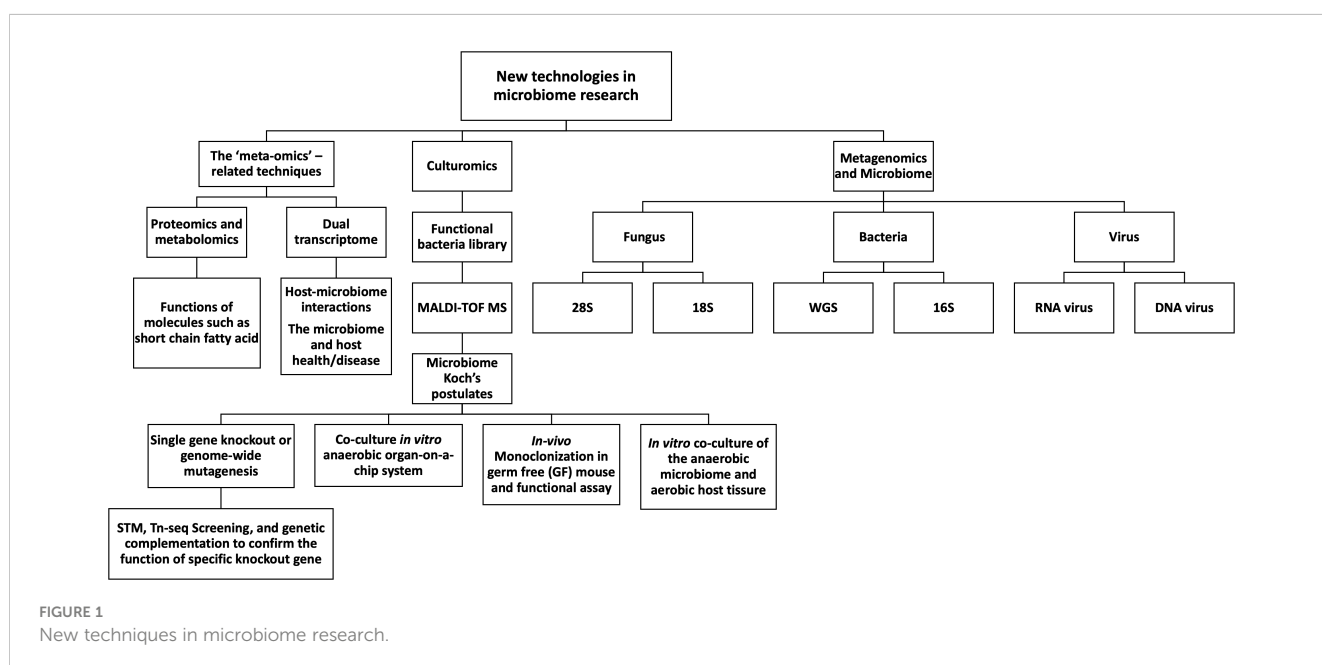 New technologies in
microbiome research
The ‘meta-omics’ –
related techniques
Culturomics
Metagenomics
and Microbiome
Proteomics and
metabolomics
Dual
transcriptome
Functional
bacteria library
Fungus
Bacteria
Virus
Functions of
molecules such as
short chain fatty acid
Host-microbiome
interactions
The microbiome
and host
health/disease
MALDI-TOF MS
28S
18S
WGS
16S
RNA virus
DNA virus
Microbiome
Koch’s
postulates
Single gene knockout or
genome-wide
mutagenesis
Co-culture in vitro
anaerobic organ-on-a-
chip system
In-vivo
Monoclonization in
germ free (GF) mouse
and functional assay
In vitro co-culture of
the anaerobic
microbiome and
aerobic host tissure
STM, Tn-seq Screening, and genetic
complementation to confirm the
function of specific knockout gene
FIGURE 1
New techniques in microbiome research.